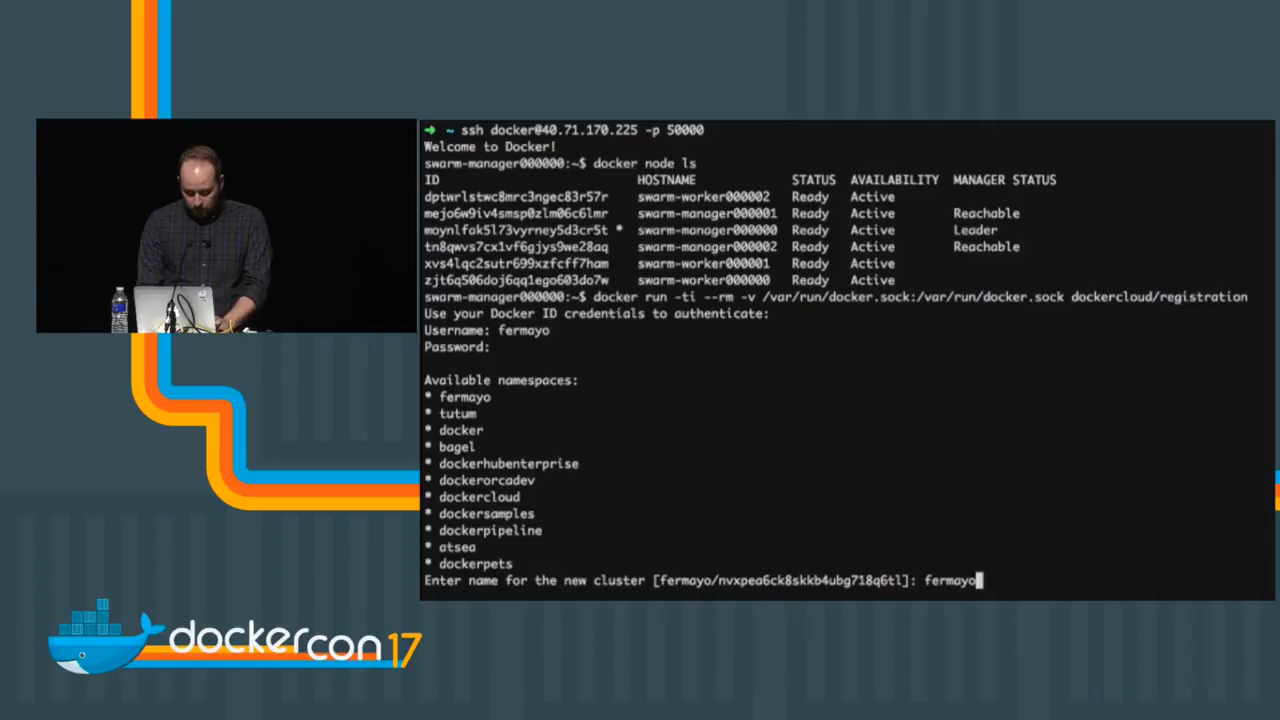 ➜ ~ ssh docker@40.71.170.225 -p 50000
Welcome to Docker!
swarm-manager000000:~$ docker node ls
ID HOSTNAME STATUS AVAILABILITY MANAGER STATUS
dptwrlstwc8mrc3ngec83r57r swarm-worker000002 Ready Active
mejo6w9iv4smsp0zlm06c6lmr swarm-manager000001 Ready Active Reachable
moynlfak5l73vyrney5d3cr5t * swarm-manager000000 Ready Active Leader
tn8qwvs7cx1vf6gjys9we28aq swarm-manager000002 Ready Active Reachable
xvs4lqc2sutr699xzfcff7ham swarm-worker000001 Ready Active
zjt6q506doj6qq1ego603do7w swarm-worker000000 Ready Active
swarm-manager000000:~$ docker run -ti --rm -v /var/run/docker.sock:/var/run/docker.sock dockercloud/registration
Use your Docker ID credentials to authenticate:
Username: fermayo
Password:
Available namespaces:
* fermayo
* tutum
* docker
* bagel
* dockerhubenterprise
* dockerorcadev
* dockercloud
* dockersamples
* dockerpipeline
* atsea
* dockerpets
Enter name for the new cluster [fermayo/nvxpea6ck8skkb4ubg718q6tl]: fermayo
dockercon 17